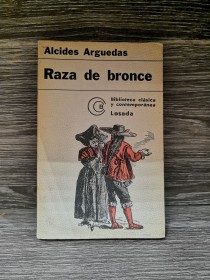 Alcides Arguedas
Raza de bronce
Biblioteca clásica
y contemporánea
Losada